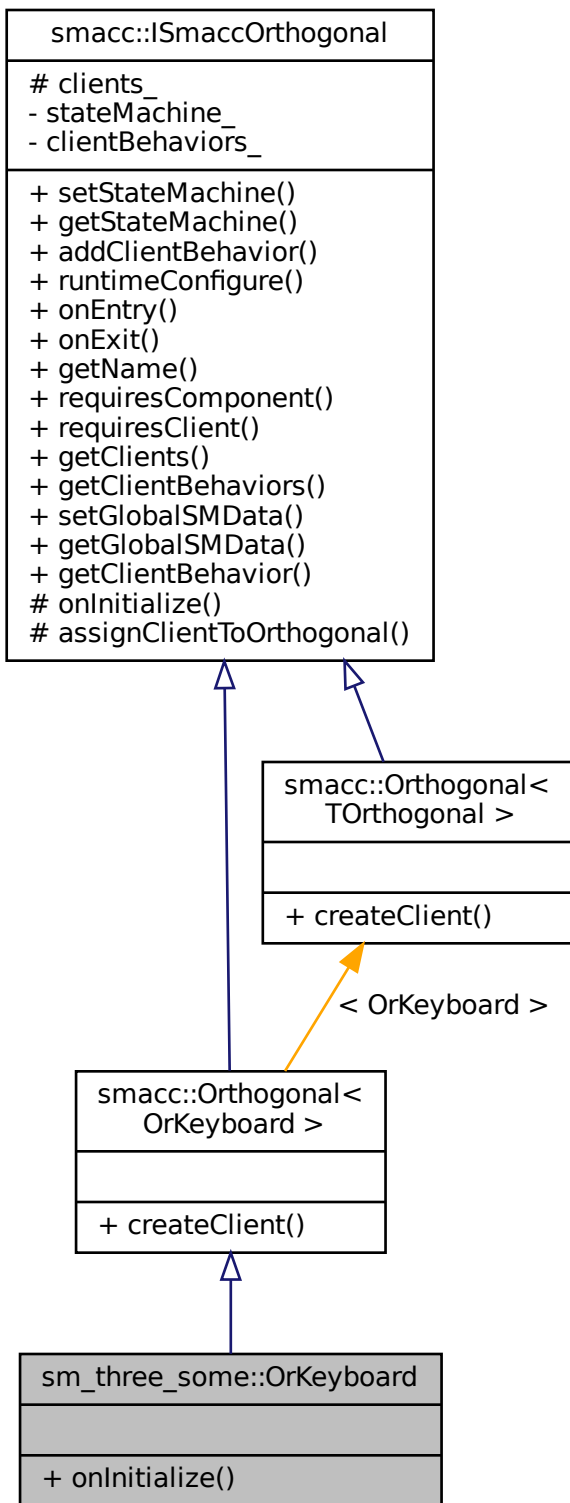 smacc::ISmaccOrthogonal
# clients_
- stateMachine_
- clientBehaviors_
+ setStateMachine()
+ getStateMachine()
+ addClientBehavior()
+ runtimeConfigure()
+ onEntry()
+ onExit()
+ getName()
+ requiresComponent()
+ requiresClient()
+ getClients()
+ getClientBehaviors()
+ setGlobalSMData()
+ getGlobalSMData()
+ getClientBehavior()
# onInitialize()
# assignClientToOrthogonal()
smacc::Orthogonal<
TOrthogonal >
+ createClient()
< OrKeyboard >
smacc::Orthogonal<
OrKeyboard >
+ createClient()
sm_three_some::OrKeyboard
+ onInitialize()